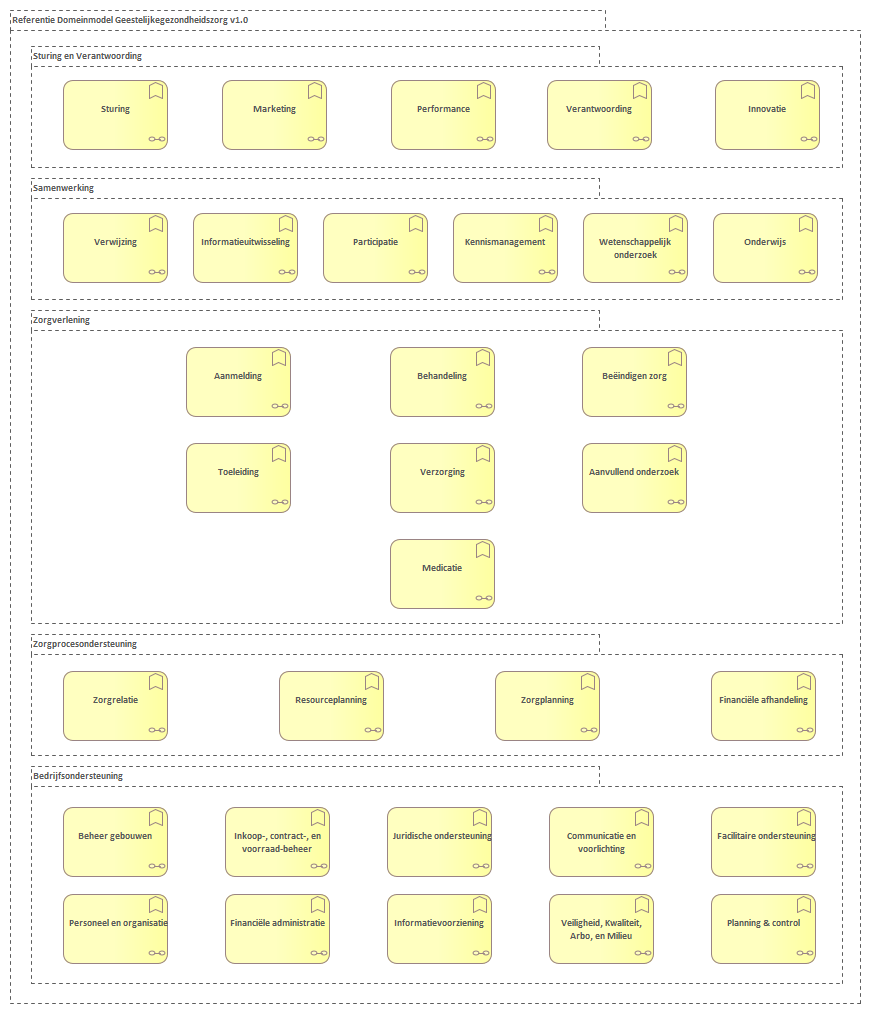 Referentie Domeinmodel Geestelijkegezondheidszorg v1.0
Sturing en Verantwoording
Sturing
Marketing
Performance
Verantwoording
Innovatie
Samenwerking
Verwijzing
Informatieuitwisseling
Participatie
Kennismanagement
Wetenschappelijk
onderzoek
Onderwijs
Zorgverlening
Aanmelding
Behandeling
Beëindigen zorg
Toeleiding
Verzorging
Aanvullend onderzoek
Medicatie
Zorgprocesondersteuning
Zorgrelatie
Resourceplanning
Zorgplanning
Financiële afhandeling
Bedrijfsondersteuning
Beheer gebouwen
Inkoop-, contract-, en
voorraad-beheer
Juridische ondersteuning
Communicatie en
voorlichting
Facilitaire ondersteuning
Personeel en organisatie
Financiële administratie
Informatievoorziening
Veiligheid, Kwaliteit,
Arbo, en Milieu
Planning & control